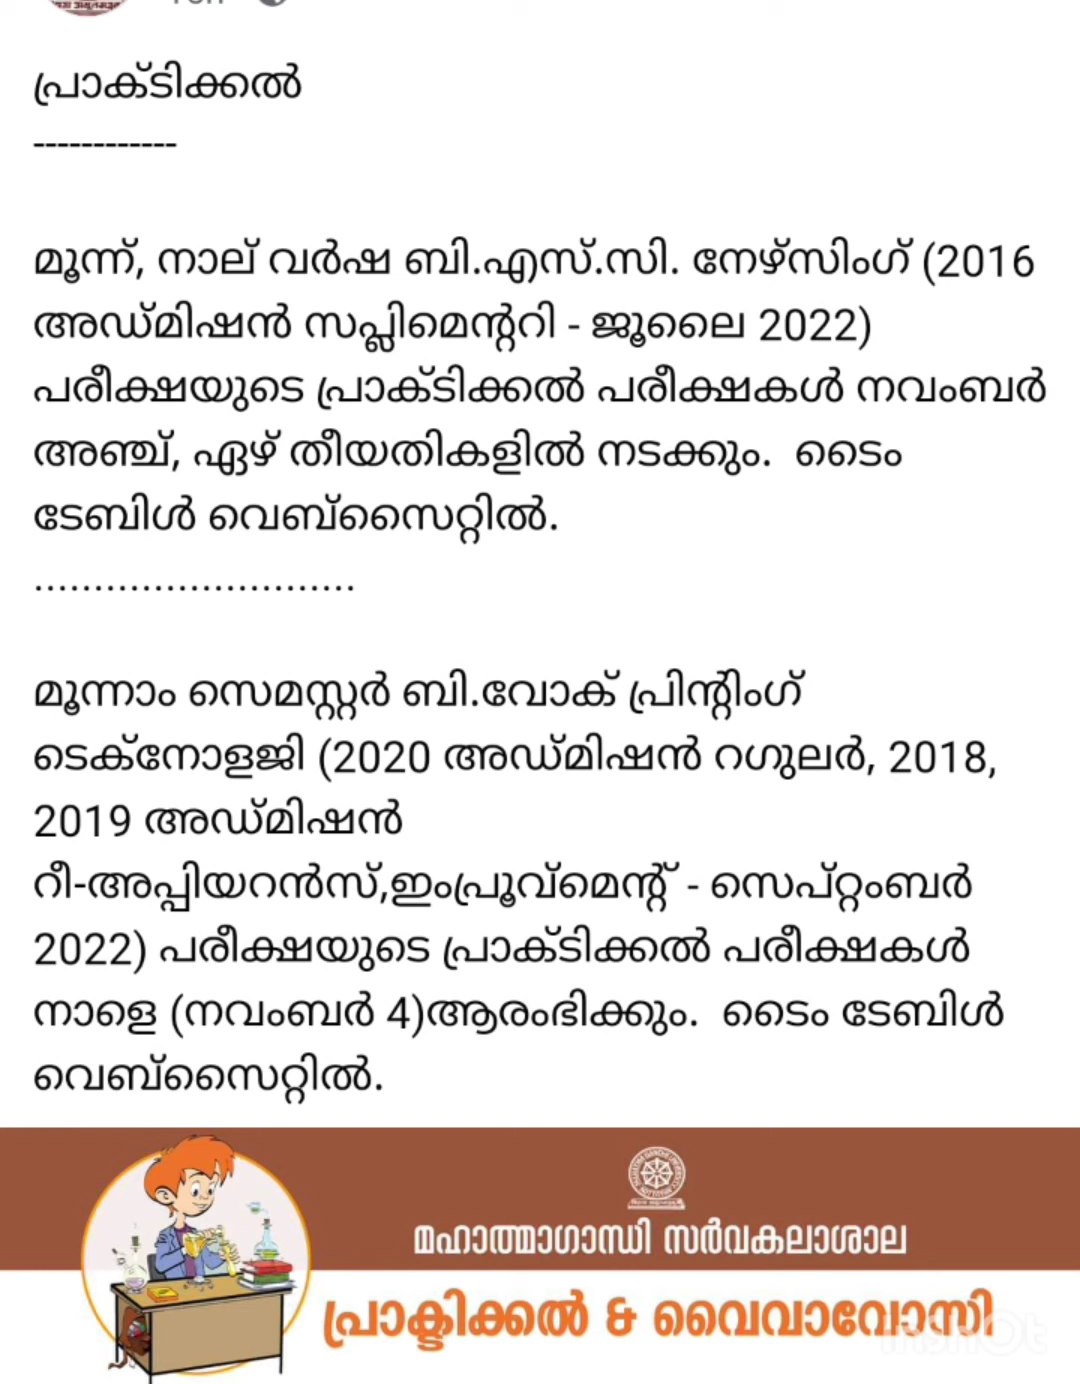 പ്രാക്ടിക്കൽ
------------
മൂന്ന്, നാല് വർഷ ബി.എസ്.സി. നേഴ്സിംഗ് (2016
അഡ്മിഷൻ സപ്ലിമെന്ററി - ജൂലൈ 2022)
പരീക്ഷയുടെ പ്രാക്ടിക്കൽ പരീക്ഷകൾ നവംബർ
അഞ്ച്, ഏഴ് തീയതികളിൽ നടക്കും.  ടൈം
ടേബിൾ വെബ്സൈറ്റിൽ.
...........................
മൂന്നാം സെമസ്റ്റർ ബി.വോക് പ്രിന്റിംഗ്
ടെക്നോളജി (2020 അഡ്മിഷൻ റഗുലർ, 2018,
2019 അഡ്മിഷൻ
റീ-അപ്പിയറൻസ്,ഇംപ്രൂവ്മെന്റ് - സെപ്റ്റംബർ
2022) പരീക്ഷയുടെ പ്രാക്ടിക്കൽ പരീക്ഷകൾ
നാളെ (നവംബർ 4)ആരംഭിക്കും.  ടൈം ടേബിൾ
വെബ്സൈറ്റിൽ.
മഹാത്മാഗാന്ധി സർവകലാശാല
പ്രാക്ടിക്കൽ & വൈവാവോസി
InShOt